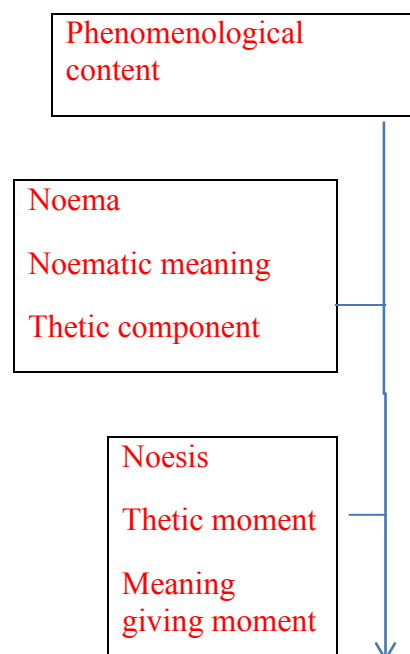 Phenomenological
content
Noema
Noematic meaning
Thetic component
Noesis
Thetic moment
Meaning
giving moment